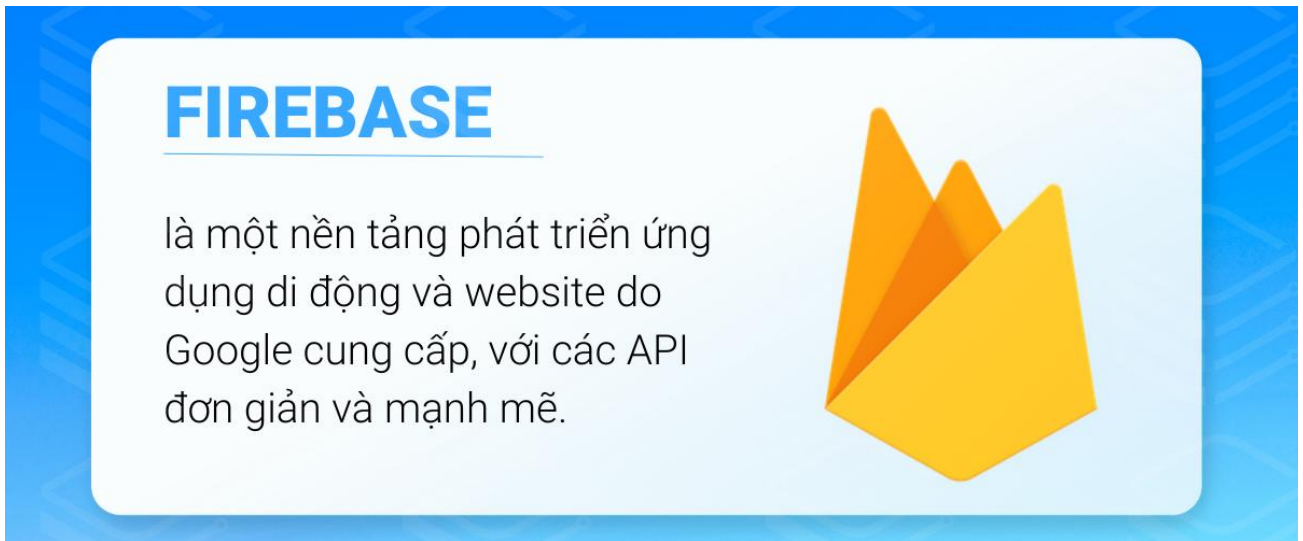 FIREBASE
là một nền tảng phát triển ứng
dụng di động và website do
Google cung cấp, với các API
đơn giản và mạnh mẽ.